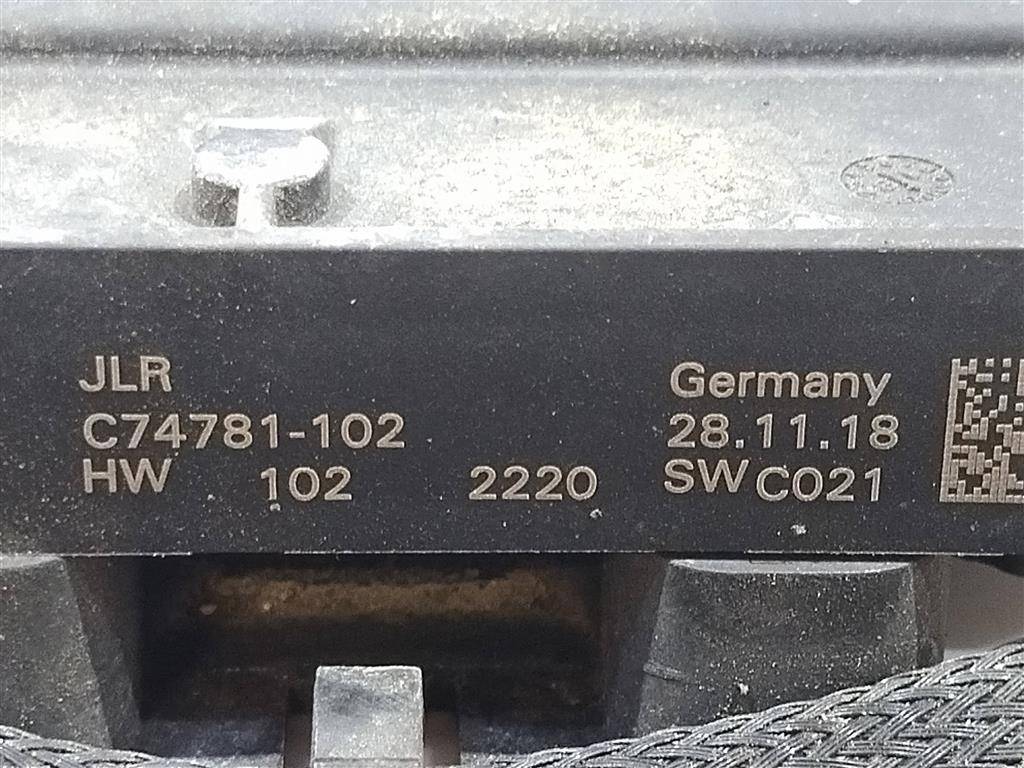 JLR
C74781-102
HW 102 2220
Germany
28.11.18
SW C021